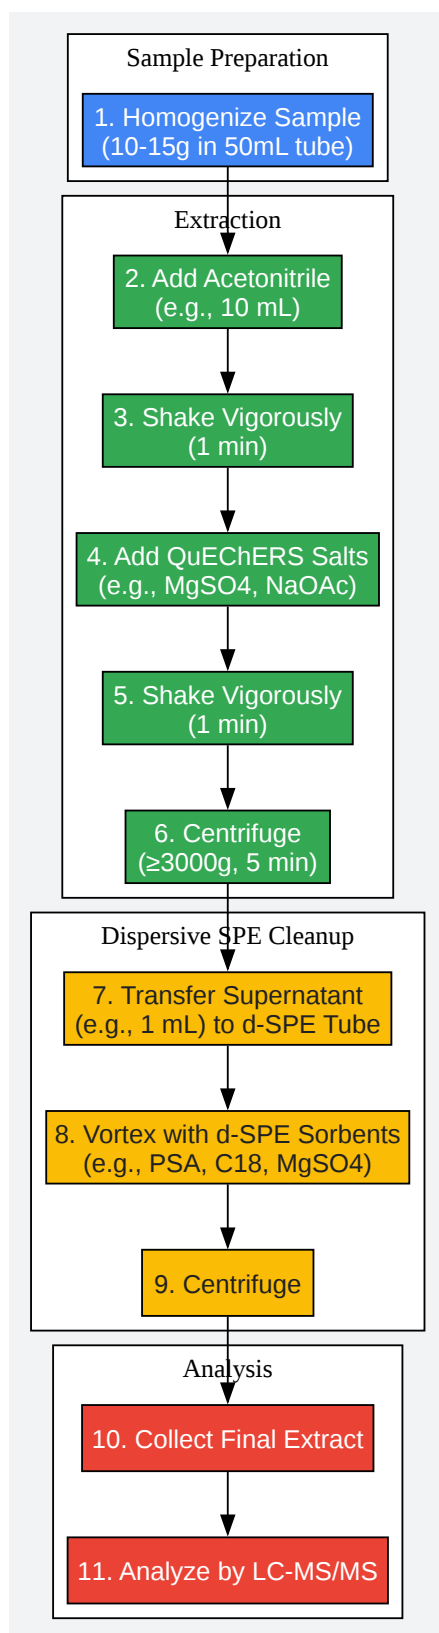 Sample Preparation
1. Homogenize Sample
(10-15g in 50mL tube)
Extraction
2. Add Acetonitrile
(e.g., 10 mL)
3. Shake Vigorously
(1 min)
4. Add QuEChERS Salts
(e.g., MgSO4, NaOAc)
5. Shake Vigorously
(1 min)
6. Centrifuge
(≥3000g, 5 min)
Dispersive SPE Cleanup
7. Transfer Supernatant
(e.g., 1 mL) to d-SPE Tube
8. Vortex with d-SPE Sorbents
(e.g., PSA, C18, MgSO4)
9. Centrifuge
Analysis
10. Collect Final Extract
11. Analyze by LC-MS/MS